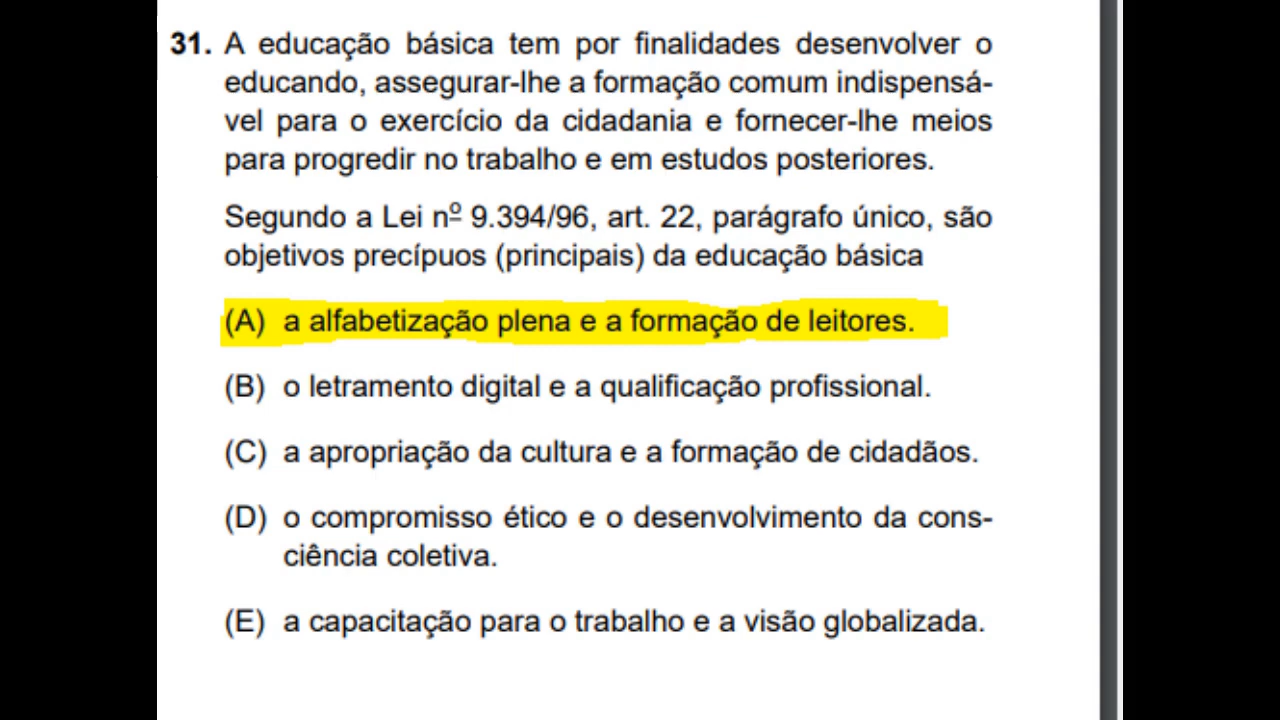 31. A educação básica tem por finalidades desenvolver o
educando, assegurar-lhe a formação comum indispensá-
vel para o exercício da cidadania e fornecer-lhe meios
para progredir no trabalho e em estudos posteriores.
Segundo a Lei nº 9.394/96, art. 22, parágrafo único, são
objetivos precípuos (principais) da educação básica
(A) a alfabetização plena e a formação de leitores.
(B) o letramento digital e a qualificação profissional.
(C) a apropriação da cultura e a formação de cidadãos.
(D) o compromisso ético e o desenvolvimento da cons-
ciência coletiva.
(E) a capacitação para o trabalho e a visão globalizada.